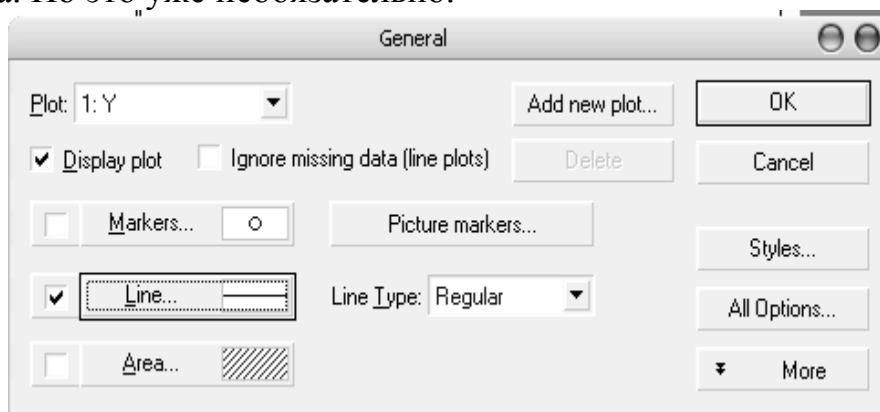 General
Plot: 1: Y Add new plot... OK
Display plot Ignore missing data (line plots) Delete Cancel
Markers... Picture markers...
Styles...
Line... Line Type: Regular
All Options...
Area... More